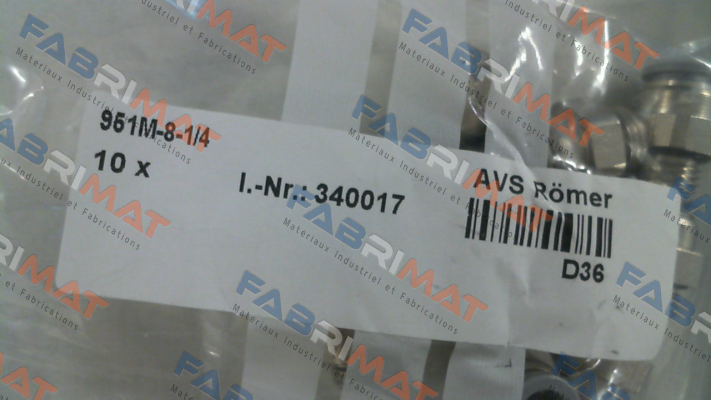 951M-8-1/4
10 x
I.-Nr.: 340017
AVS Römer
D36
FABRIMAT
Materiaux Industriel et Fabrications